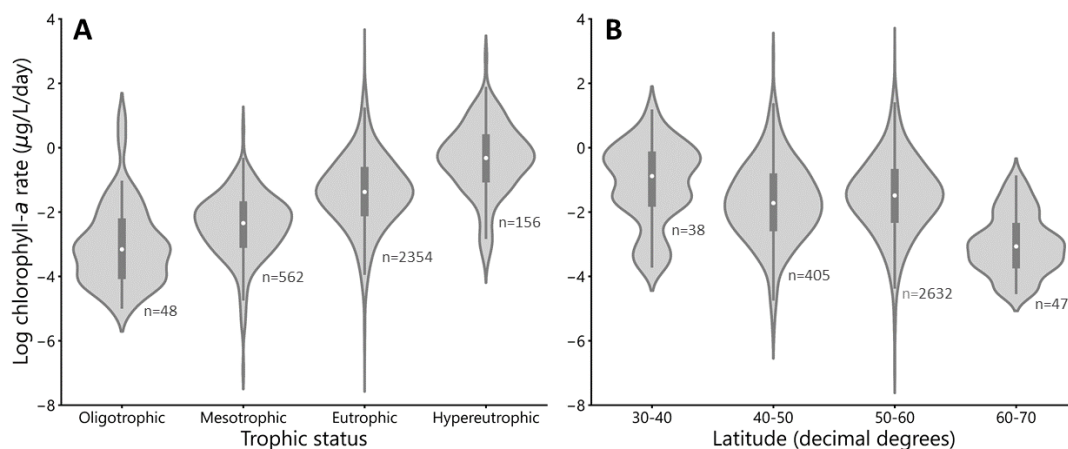 A
Log chlorophyll-a rate (μg/L/day)
4
2
0
−2
−4
−6
−8
n=48
n=562
n=2354
n=156
Oligotrophic
Mesotrophic
Eutrophic
Hypereutrophic
Trophic status
B
4
2
0
−2
−4
−6
−8
n=38
n=405
n=2632
n=47
30-40
40-50
50-60
60-70
Latitude (decimal degrees)